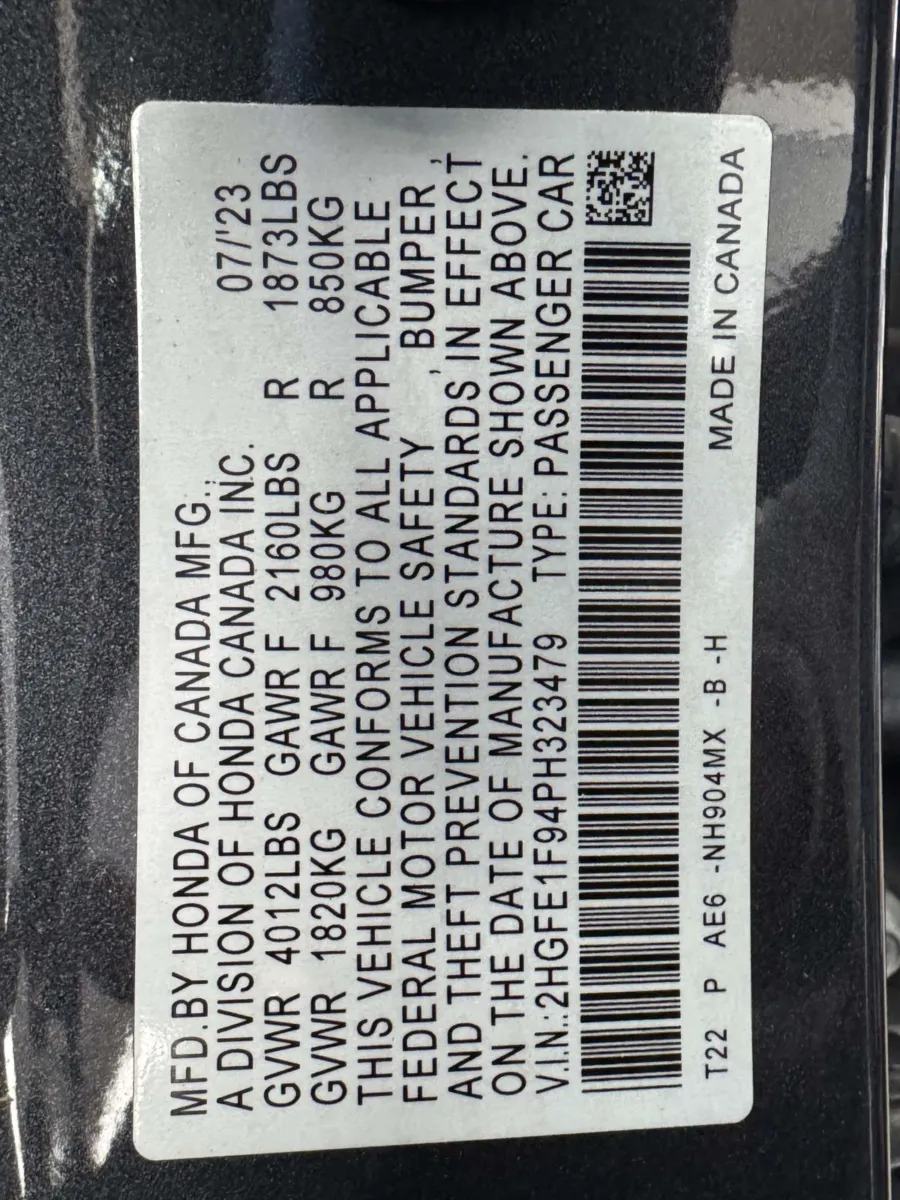 MFD.BY HONDA OF CANADA MFG.,
A DIVISION OF HONDA CANADA INC. 07/'23
GVWR 4012LBS GAWR F 2160LBS R 1873LBS
GVWR 1820KG GAWR F 980KG R 850KG
THIS VEHICLE CONFORMS TO ALL APPLICABLE
FEDERAL MOTOR VEHICLE SAFETY , BUMPER ,
AND THEFT PREVENTION STANDARDS IN EFFECT
ON THE DATE OF MANUFACTURE SHOWN ABOVE.
V.I.N.:2HGFE1F94PH323479 TYPE: PASSENGER CAR
T22 P AE6 -NH904MX -B -H MADE IN CANADA